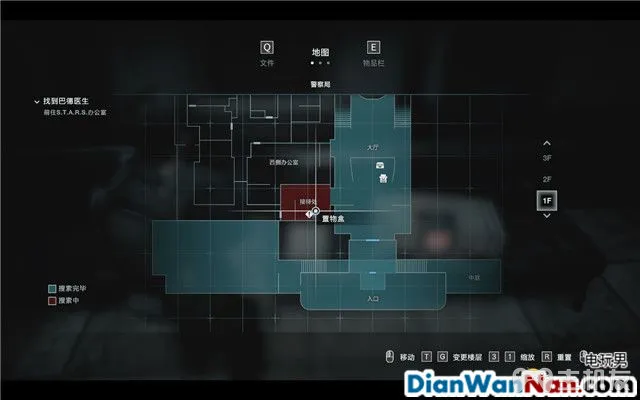 Q
地图
E
文件
物品栏
警察局
找到巴德医生
前往S.T.A.R.S.办公室
大厅
西侧办公室
接待处
置物盒
中庭
入口
3F
2F
1F
搜索完毕
搜索中
移动 T G 变更楼层 3 1 缩放 R 重置
电玩男
DianWanNan.com